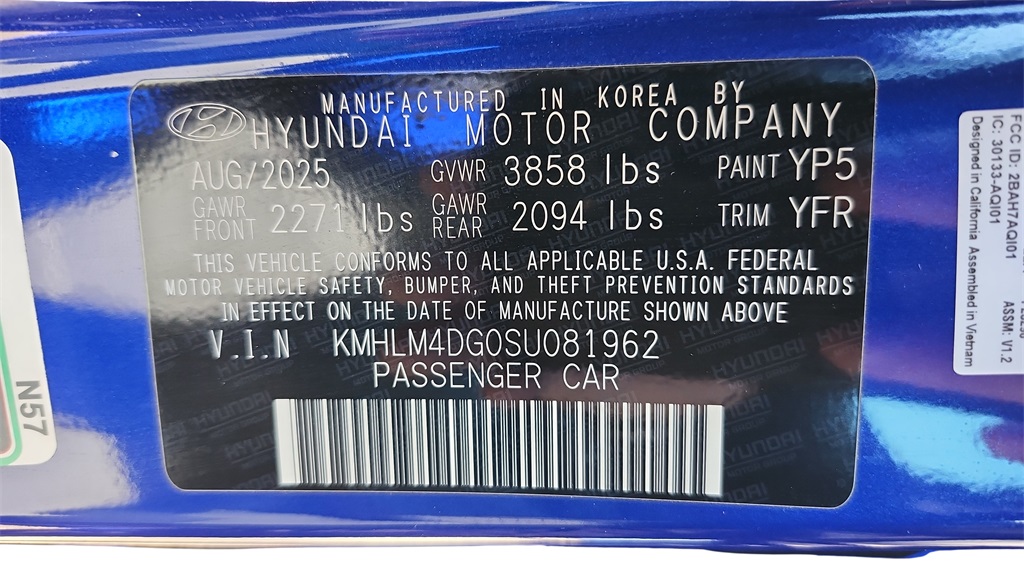 MANUFACTURED IN KOREA BY
HYUNDAI MOTOR COMPANY
AUG/2025 GVWR 3858 lbs PAINT YP5
GAWR FRONT 2271 lbs GAWR REAR 2094 lbs TRIM YFR
THIS VEHICLE CONFORMS TO ALL APPLICABLE U.S.A. FEDERAL
MOTOR VEHICLE SAFETY, BUMPER, AND THEFT PREVENTION STANDARDS
IN EFFECT ON THE DATE OF MANUFACTURE SHOWN ABOVE
V.I.N KMHLM4DG0SU081962
PASSENGER CAR
N57
FCC ID: 2BAH7AQI01
IC: 30133-AQI01
ASSM: V1.2
Designed in California Assembled in Vietnam